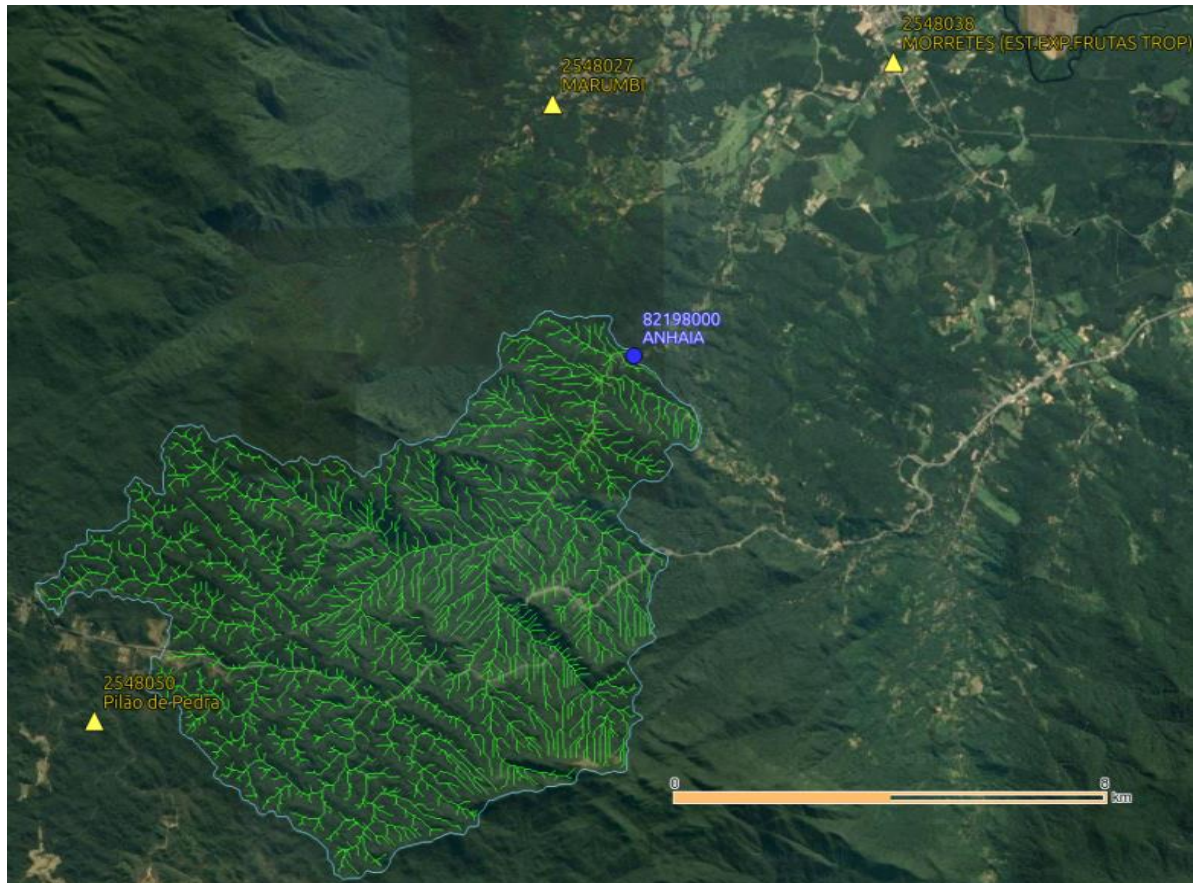 2548038
MORRETES (EST.EXP.FRUTAS TROP)
2548027
MARUMBI
82198000
ANHAIA
2548050
Pilão de Pedra
0
8
km